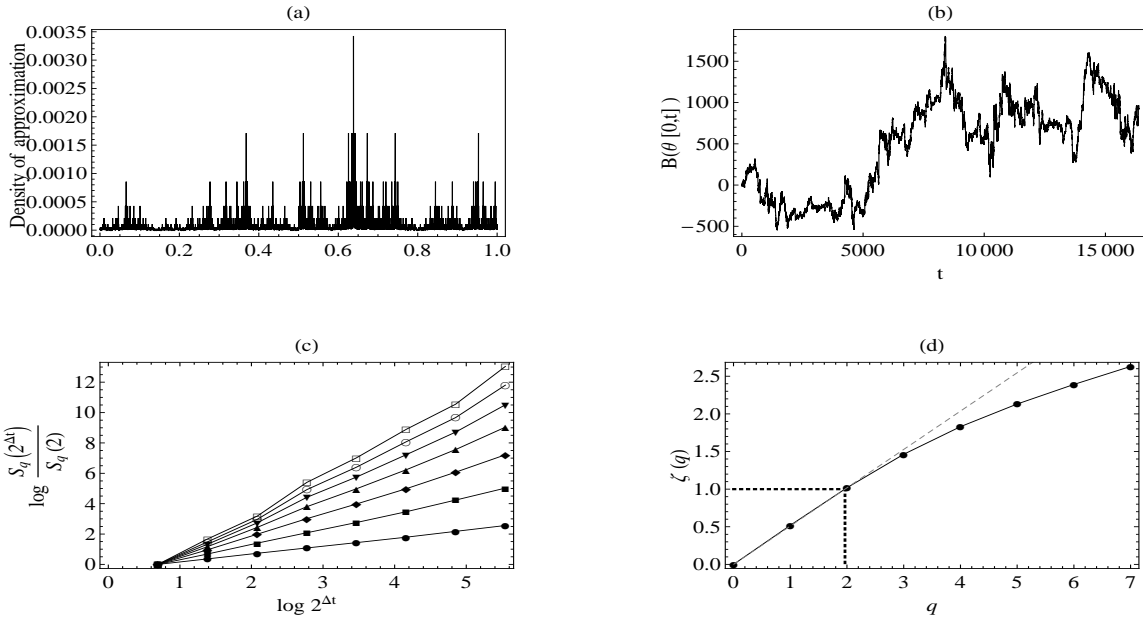 (a)
Density of approximation
0.0035
0.0030
0.0025
0.0020
0.0015
0.0010
0.0005
0.0000
0.0 0.2 0.4 0.6 0.8 1.0
(b)
B(θ [0,t])
1500
1000
500
0
−500
0 5000 10 000 15 000
t
(c)
log S_q(2^Δt) / S_q(2)
12
10
8
6
4
2
0
0 1 2 3 4 5
log 2^Δt
(d)
ζ(q)
2.5
2.0
1.5
1.0
0.5
0.0
0 1 2 3 4 5 6 7
q